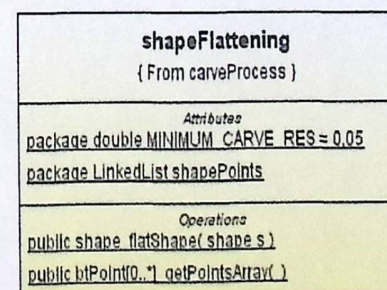 shapeFlattening
{ From carveProcess }
Attributes
package double MINIMUM_CARVE_RES = 0.05
package LinkedList shapePoints
Operations
public shape flatShape( shape s )
public btPoint[0..*] getPointsArray( )